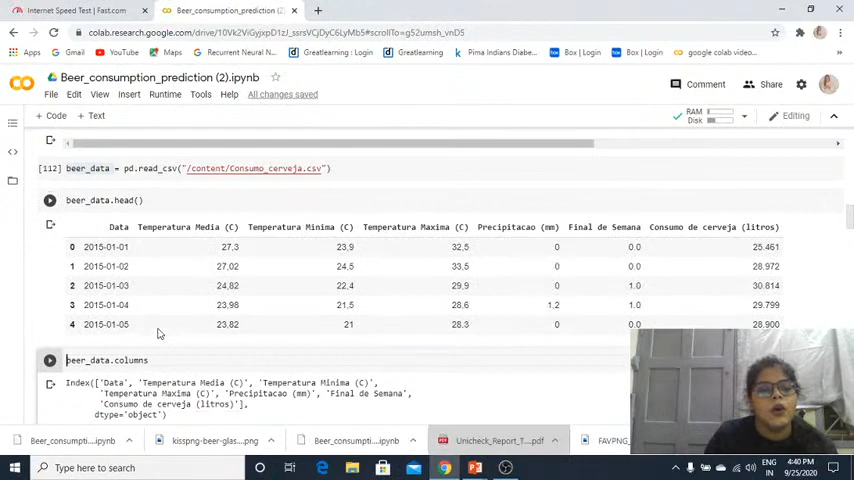 Internet Speed Test | Fast.com
Beer_consumption_prediction (2).i
colab.research.google.com/drive/10Vk2ViGyjxpD1zJ_ssrsVCjDyC6LyMb5#scrollTo=g52umsh_vnD5
Apps Gmail YouTube Maps Recurrent Neural N... Greatlearning : Login Greatlearning Pima Indians Diabe... Box | Login Box | Login google colab video...
Beer_consumption_prediction (2).ipynb
Comment Share
File Edit View Insert Runtime Tools Help All changes saved
+ Code + Text
RAM
Disk
Editing
[112] beer_data = pd.read_csv("/content/Consumo_cerveja.csv")
beer_data.head()
Data Temperatura Media (C) Temperatura Minima (C) Temperatura Maxima (C) Precipitacao (mm) Final de Semana Consumo de cerveja (litros)
0 2015-01-01 27,3 23,9 32,5 0 0.0 25.461
1 2015-01-02 27,02 24,5 33,5 0 0.0 28.972
2 2015-01-03 24,82 22,4 29,9 0 1.0 30.814
3 2015-01-04 23,98 21,5 28,6 1,2 1.0 29.799
4 2015-01-05 23,82 21 28,3 0 0.0 28.900
beer_data.columns
Index(['Data', 'Temperatura Media (C)', 'Temperatura Minima (C)',
'Temperatura Maxima (C)', 'Precipitacao (mm)', 'Final de Semana',
'Consumo de cerveja (litros)'],
dtype='object')
Beer_consumpti....ipynb kisspng-beer-glas....png Beer_consumpti....ipynb Unicheck_Report_T....pdf FAVPNG_
Show all
Type here to search
ENG
IN
4:40 PM
9/25/2020